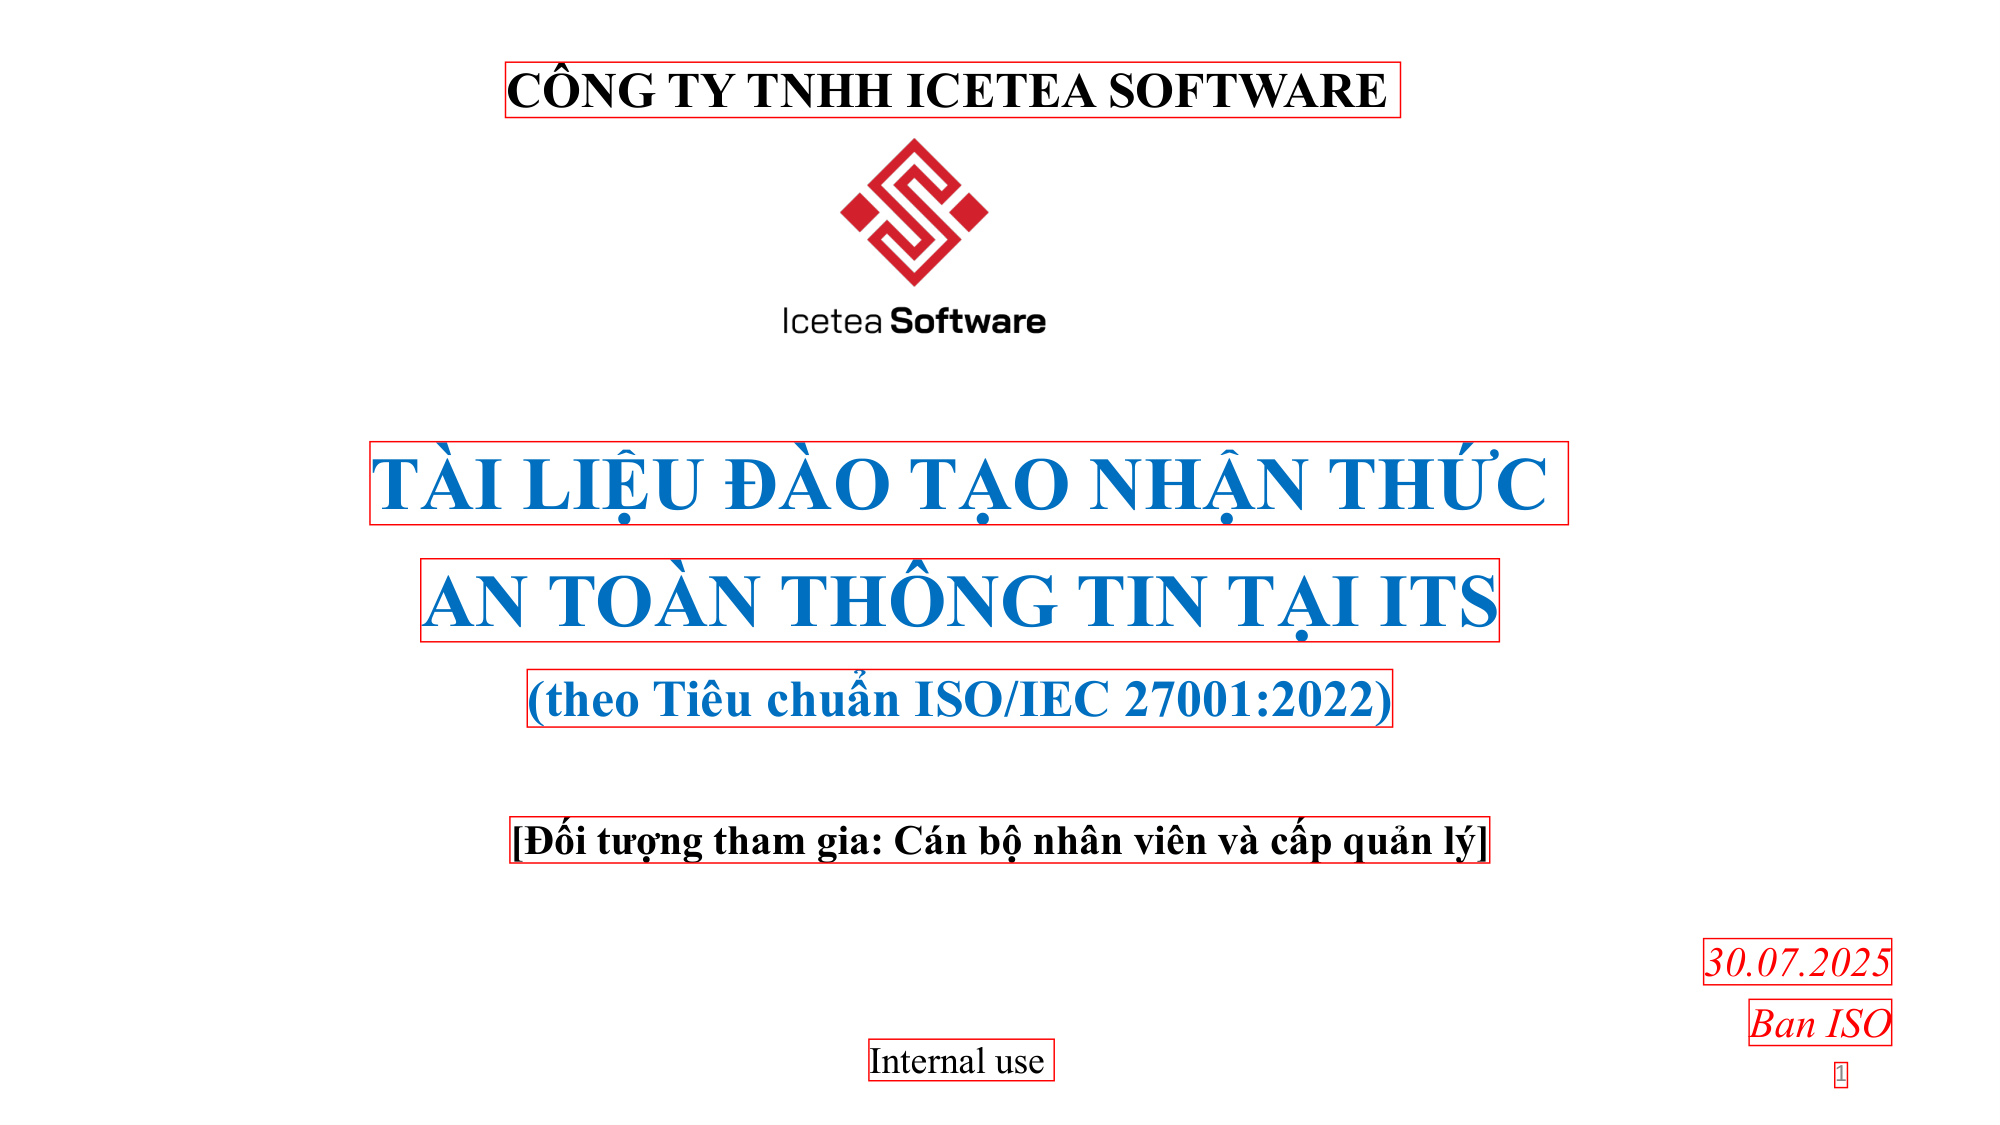 CÔNG TY TNHH ICETEA SOFTWARE
Icetea Software
TÀI LIỆU ĐÀO TẠO NHẬN THỨC
AN TOÀN THÔNG TIN TẠI ITS
(theo Tiêu chuẩn ISO/IEC 27001:2022)
[Đối tượng tham gia: Cán bộ nhân viên và cấp quản lý]
30.07.2025
Ban ISO
Internal use
1